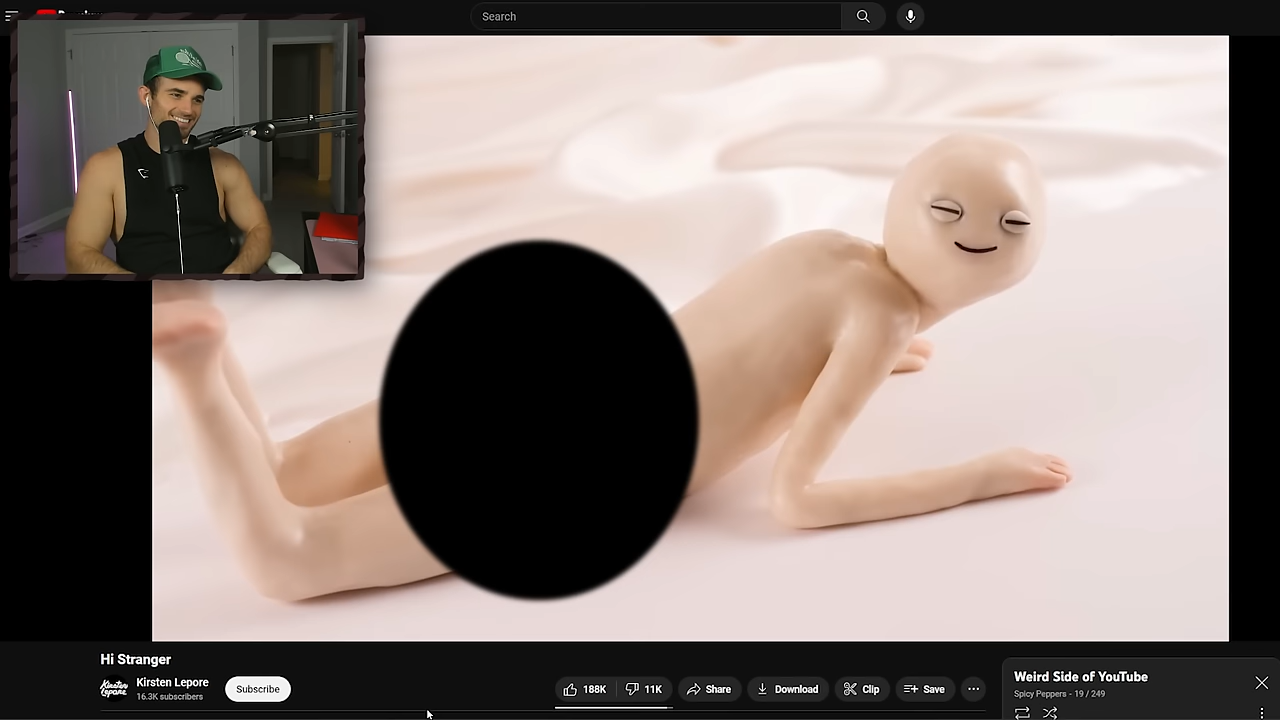 Search
Hi Stranger
Kirsten Lepore
16.3K subscribers
Subscribe
188K
11K
Share
Download
Clip
Save
Weird Side of YouTube
Spicy Peppers - 19 / 249